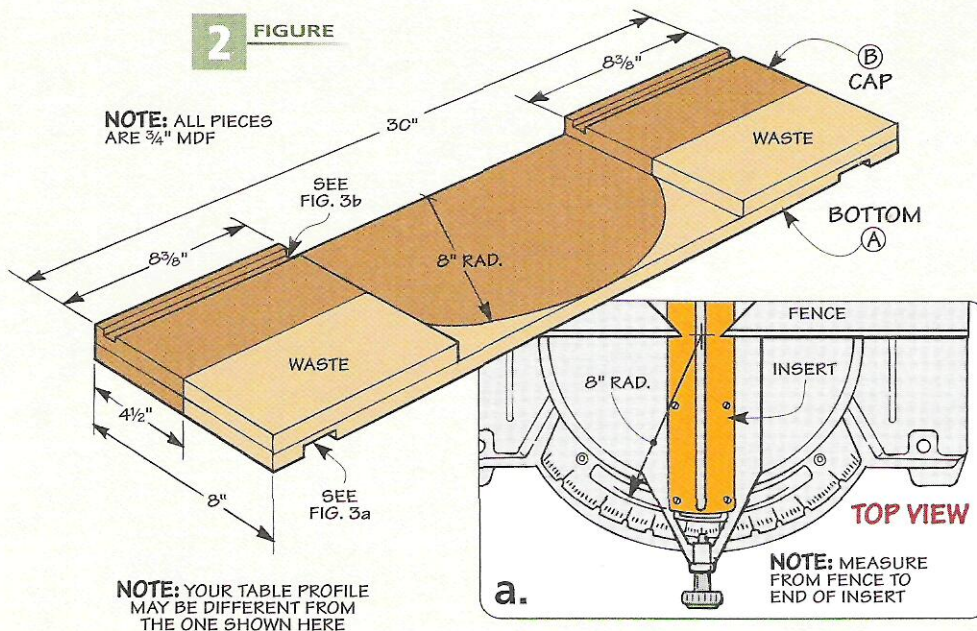 2 FIGURE
NOTE: ALL PIECES
ARE ¾" MDF
30"
8⅜"
B
CAP
WASTE
SEE
FIG. 3b
8⅜"
8" RAD.
BOTTOM
A
WASTE
4½"
8"
SEE
FIG. 3a
NOTE: YOUR TABLE PROFILE
MAY BE DIFFERENT FROM
THE ONE SHOWN HERE
FENCE
8" RAD.
INSERT
TOP VIEW
NOTE: MEASURE
FROM FENCE TO
END OF INSERT
a.